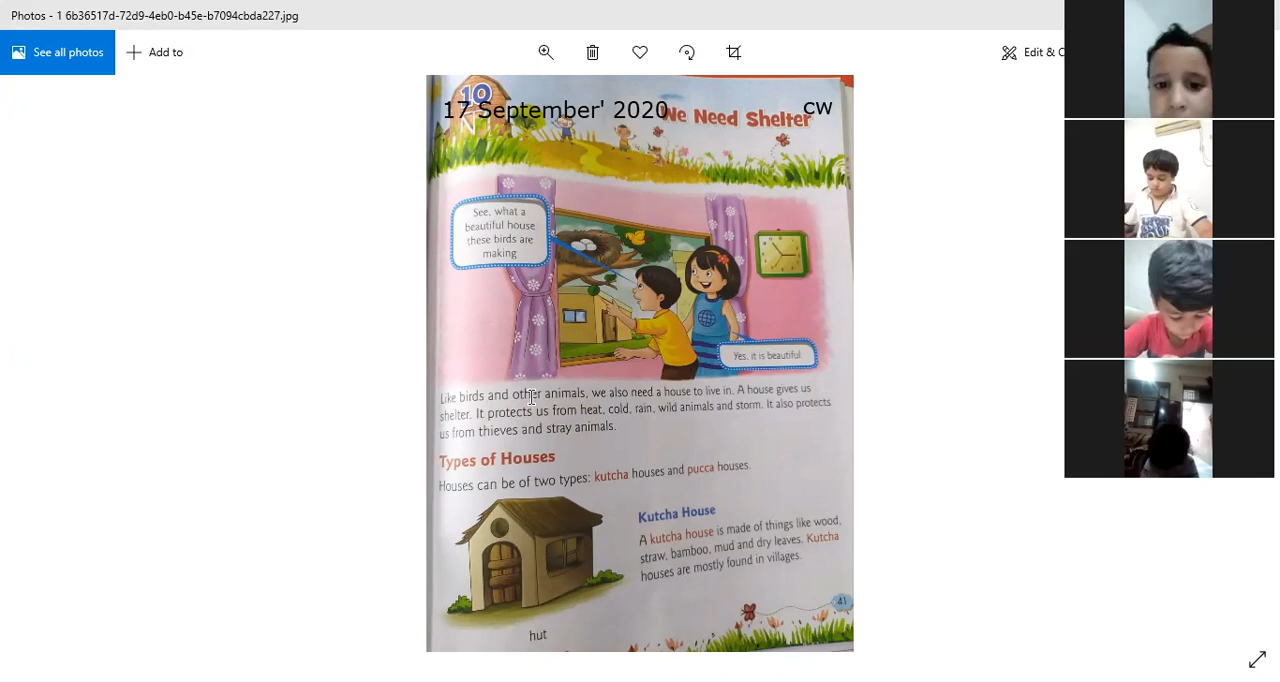 Photos - 1 6b36517d-72d9-4eb0-b45e-b7094cbda227.jpg
See all photos
Add to
Edit & C
10
17 September' 2020
We Need Shelter
CW
See, what a
beautiful house
these birds are
making
Yes, it is beautiful
Like birds and other animals, we also need a house to live in. A house gives us
shelter. It protects us from heat, cold, rain, wild animals and storm. It also protects
us from thieves and stray animals.
Types of Houses
Houses can be of two types: kutcha houses and pucca houses.
Kutcha House
A kutcha house is made of things like wood,
straw, bamboo, mud and dry leaves. Kutcha
houses are mostly found in villages.
hut
41